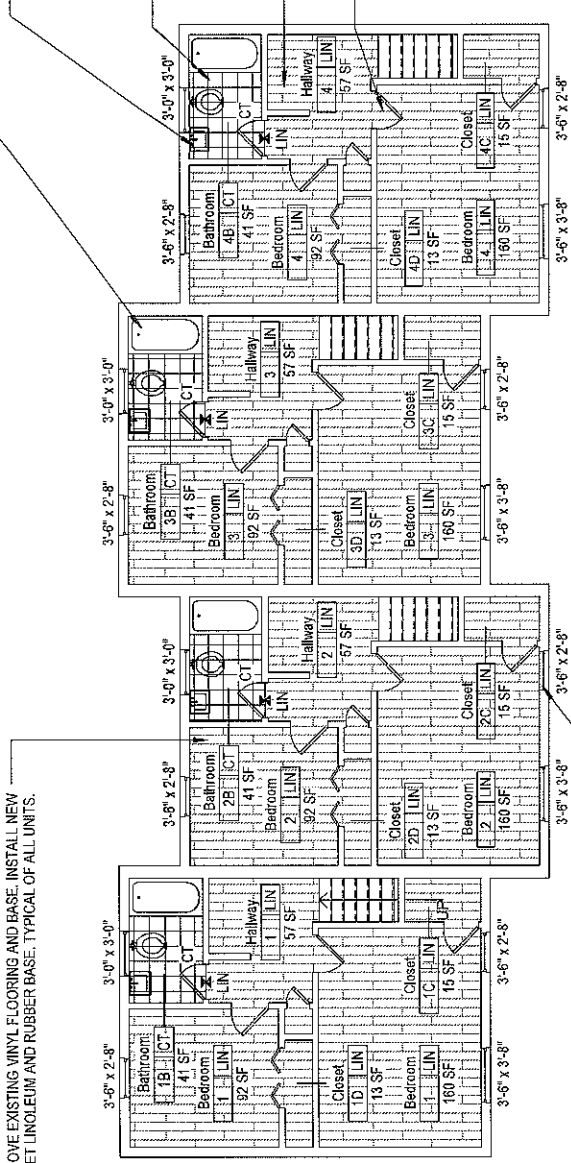 OVE EXISTING VINYL FLOORING AND BASE, INSTALL NEW
ET LINOLEUM AND RUBBER BASE, TYPICAL OF ALL UNITS.
3'-6" x 2'-8"
3'-0" x 3'-0"
Bathroom
1B CT
41 SF
CT
LIN
Bedroom
1 LIN
92 SF
Hallway
1 LIN
57 SF
Closet
1D LIN
13 SF
Bedroom
1 LIN
160 SF
Closet
1C LIN
15 SF
UP
3'-6" x 3'-8"
3'-6" x 2'-8"
3'-8" x 2'-8"
3'-0" x 3'-0"
Bathroom
2B CT
41 SF
CT
LIN
Bedroom
2 LIN
92 SF
Hallway
2 LIN
57 SF
Closet
2D LIN
13 SF
Bedroom
2 LIN
160 SF
Closet
2C LIN
15 SF
3'-6" x 3'-8"
3'-6" x 2'-8"
3'-6" x 2'-8"
3'-0" x 3'-0"
Bathroom
3B CT
41 SF
CT
LIN
Bedroom
3 LIN
92 SF
Hallway
3 LIN
57 SF
Closet
3D LIN
13 SF
Bedroom
3 LIN
160 SF
Closet
3C LIN
15 SF
3'-6" x 3'-8"
3'-6" x 2'-8"
3'-6" x 2'-8"
3'-0" x 3'-0"
Bathroom
4B CT
41 SF
CT
LIN
Bedroom
4 LIN
92 SF
Hallway
4 LIN
57 SF
Closet
4D LIN
13 SF
Bedroom
4 LIN
160 SF
Closet
4C LIN
15 SF
3'-6" x 3'-8"
3'-6" x 2'-8"